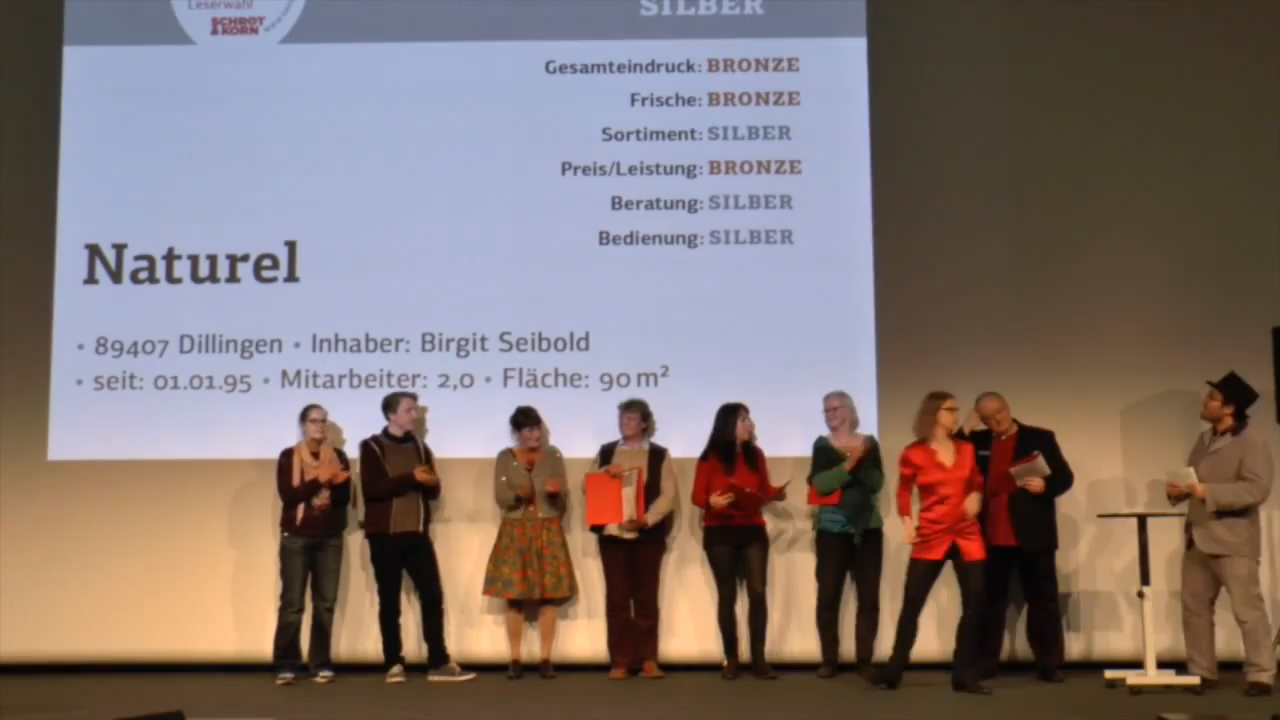 Leserwahl
SCHROT
&KORN
SILBER
Gesamteindruck: BRONZE
Frische: BRONZE
Sortiment: SILBER
Preis/Leistung: BRONZE
Beratung: SILBER
Bedienung: SILBER
Naturel
• 89407 Dillingen • Inhaber: Birgit Seibold
• seit: 01.01.95 • Mitarbeiter: 2,0 • Fläche: 90 m²